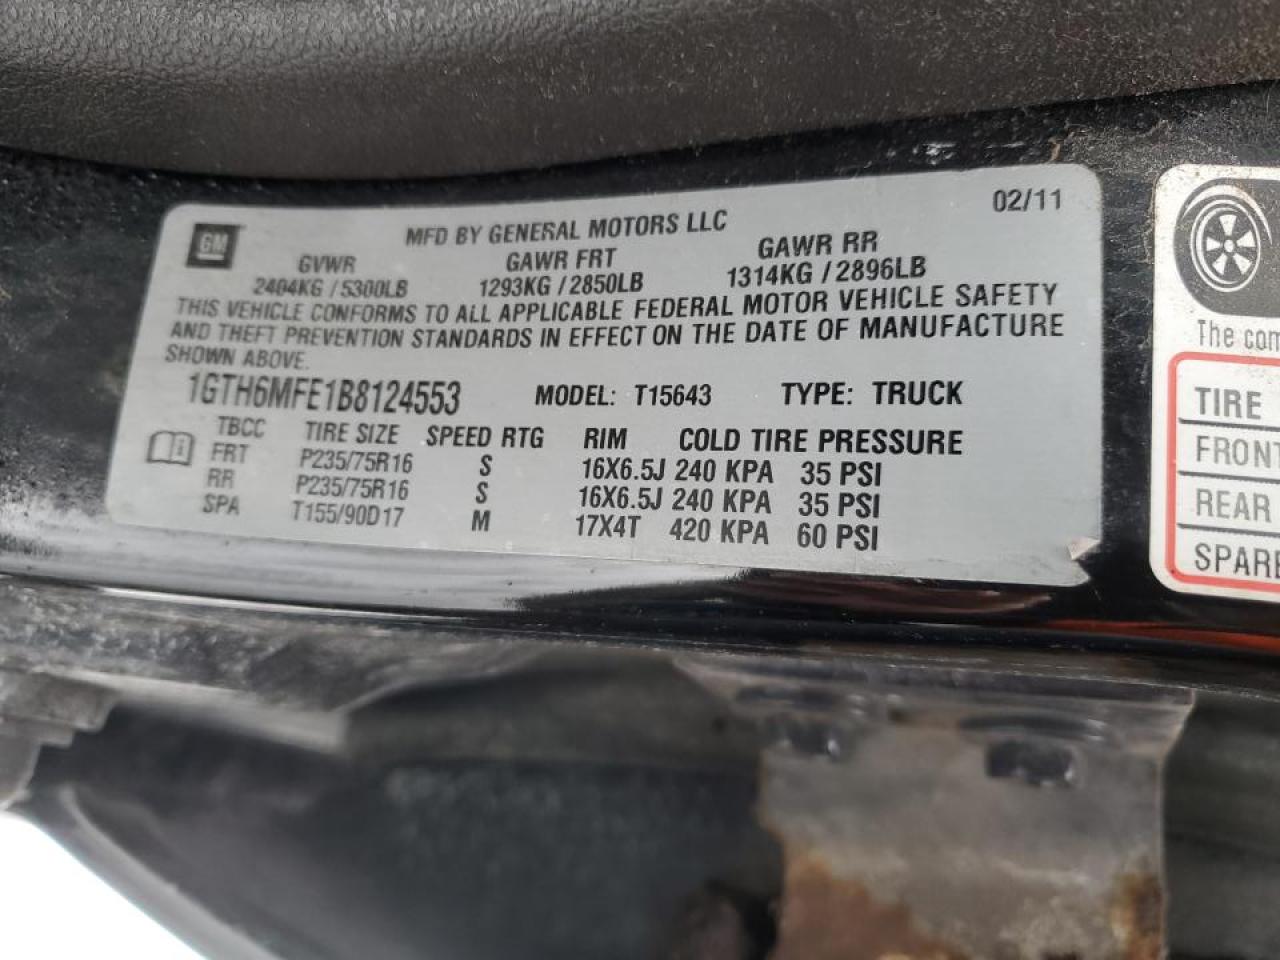 GM
MFD BY GENERAL MOTORS LLC
02/11
GVWR
GAWR FRT
GAWR RR
2404KG / 5300LB
1293KG / 2850LB
1314KG / 2896LB
THIS VEHICLE CONFORMS TO ALL APPLICABLE FEDERAL MOTOR VEHICLE SAFETY
AND THEFT PREVENTION STANDARDS IN EFFECT ON THE DATE OF MANUFACTURE
SHOWN ABOVE.
1GTH6MFE1B8124553 MODEL: T15643 TYPE: TRUCK
TBCC TIRE SIZE SPEED RTG RIM COLD TIRE PRESSURE
FRT P235/75R16 S 16X6.5J 240 KPA 35 PSI
RR P235/75R16 S 16X6.5J 240 KPA 35 PSI
SPA T155/90D17 M 17X4T 420 KPA 60 PSI
The com
TIRE
FRONT
REAR
SPARE